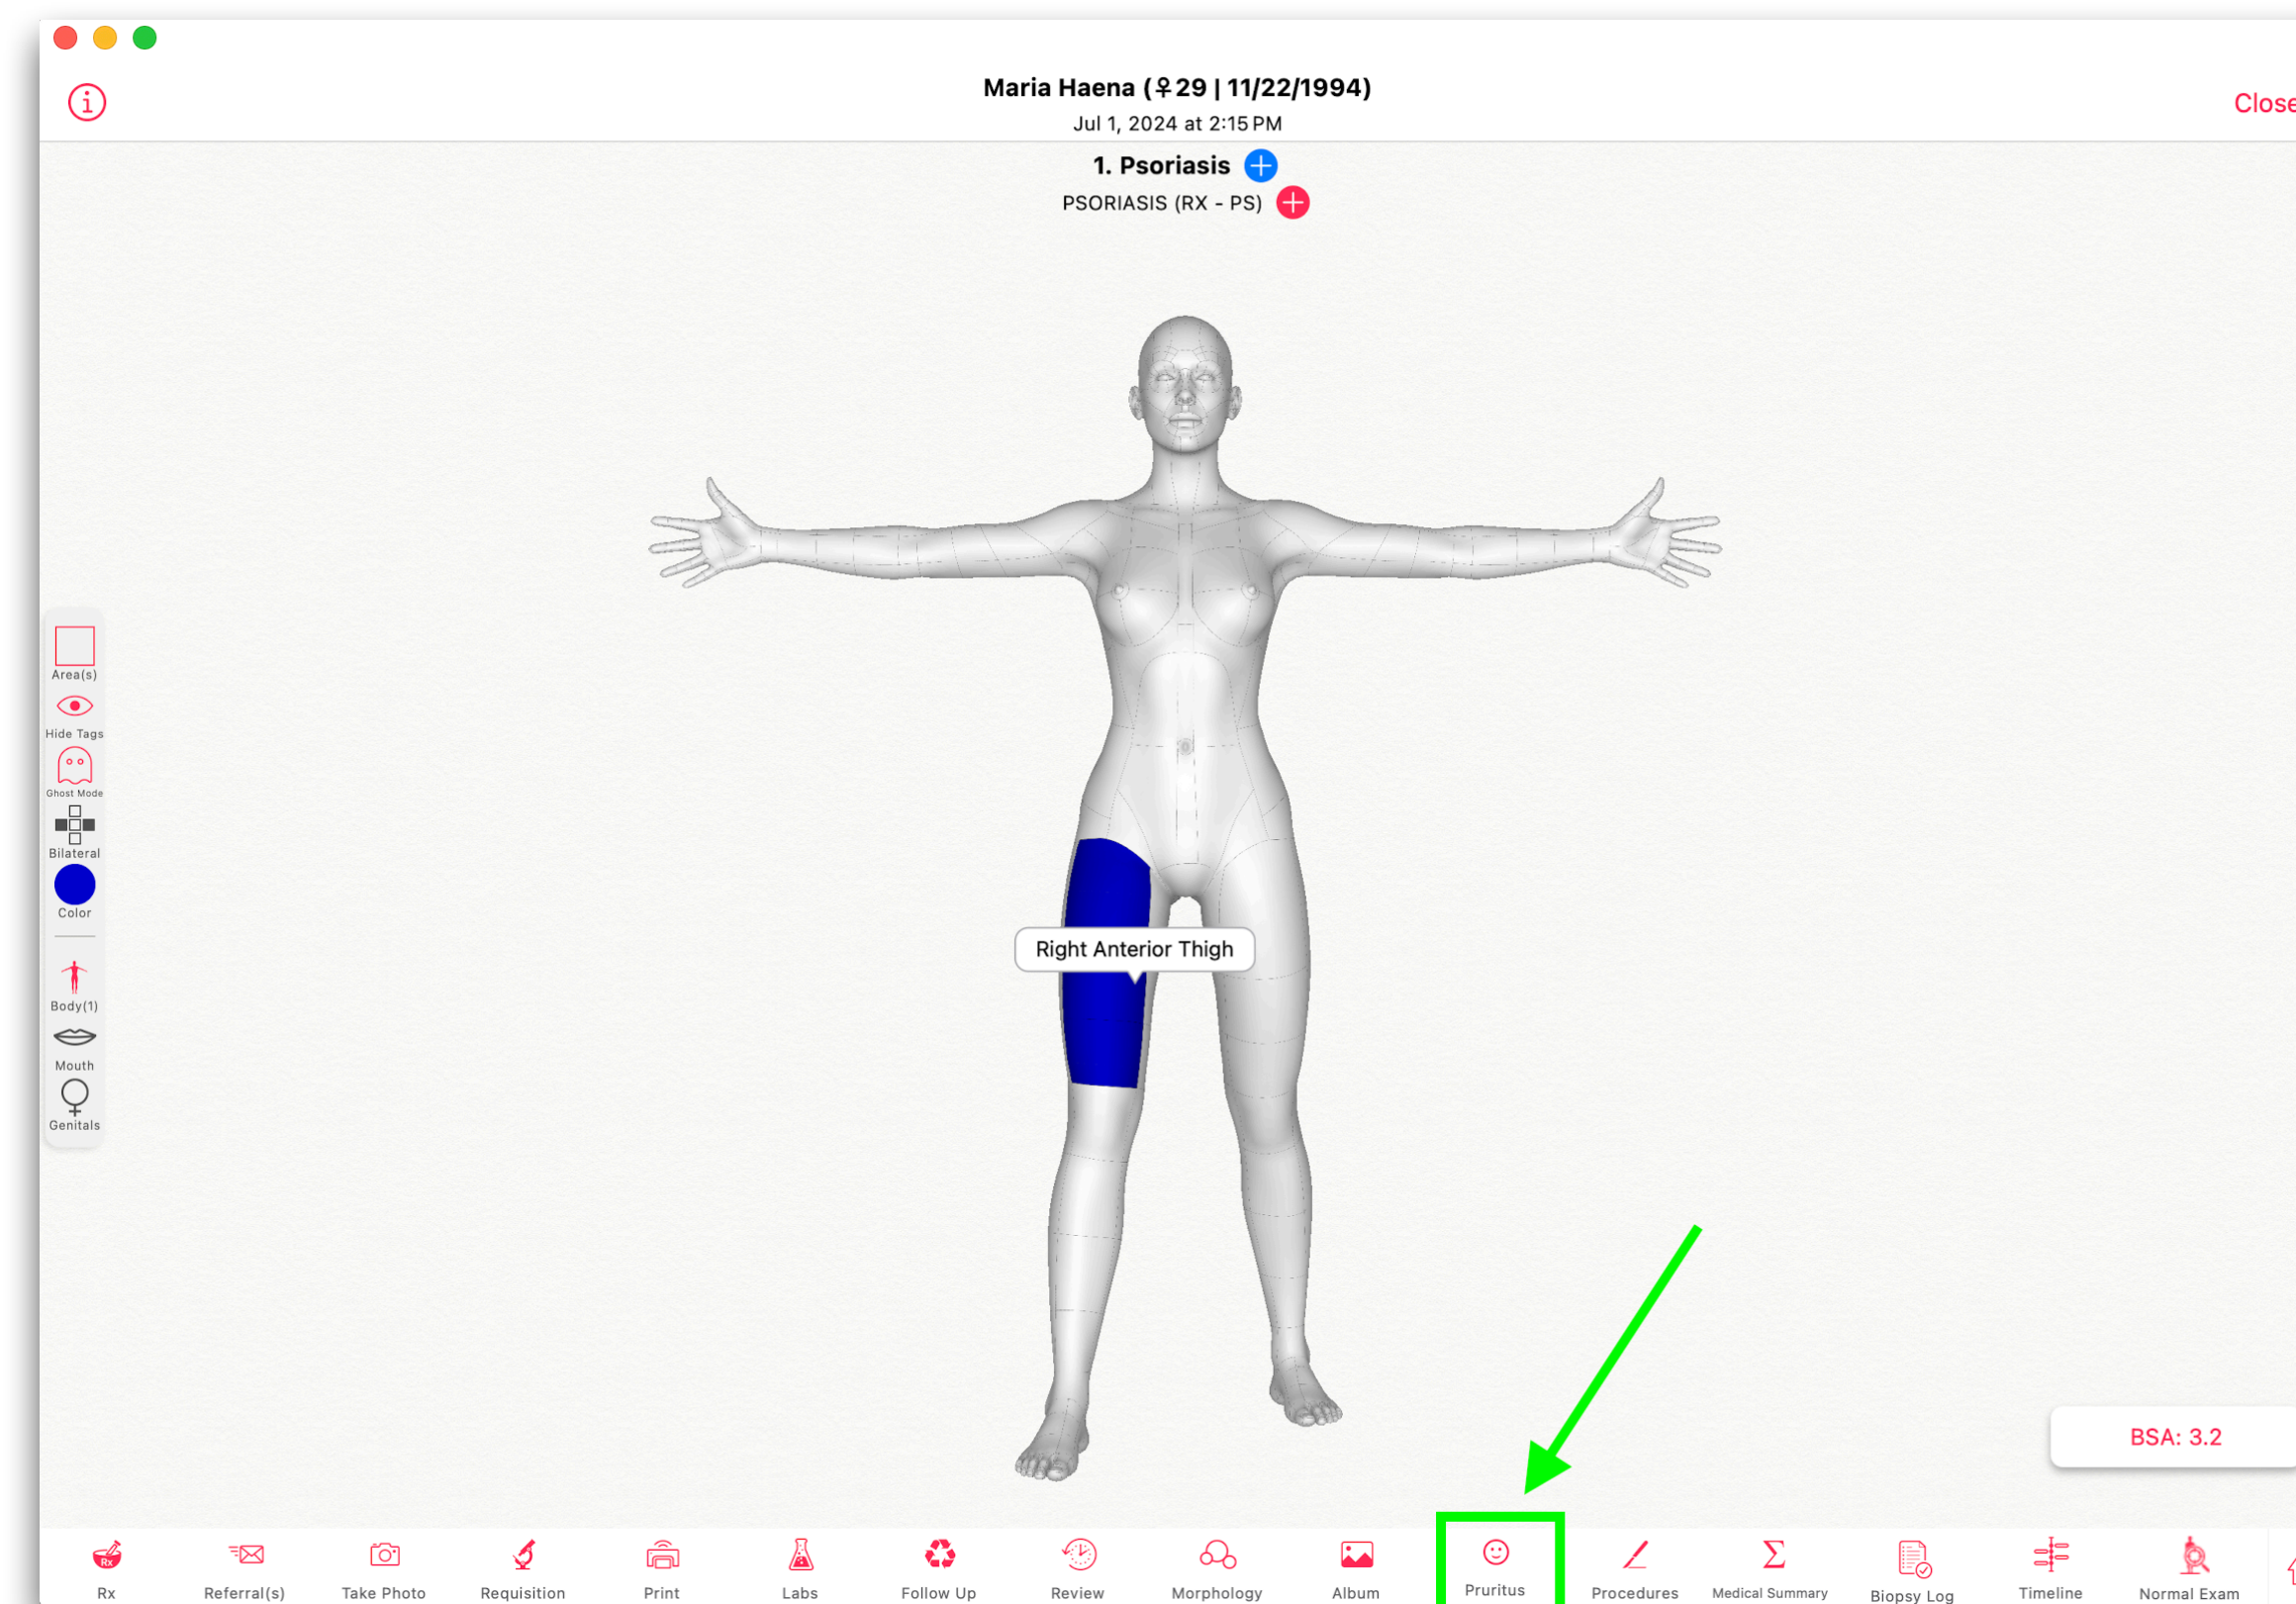 Maria Haena (♀29 | 11/22/1994)
Jul 1, 2024 at 2:15 PM
Close
1. Psoriasis
PSORIASIS (RX - PS)
Area(s)
Hide Tags
Ghost Mode
Bilateral
Color
Body(1)
Mouth
Genitals
Right Anterior Thigh
BSA: 3.2
Rx
Rx
Referral(s)
Take Photo
Requisition
Print
Labs
Follow Up
Review
Morphology
Album
Pruritus
Procedures
Medical Summary
Biopsy Log
Timeline
Normal Exam